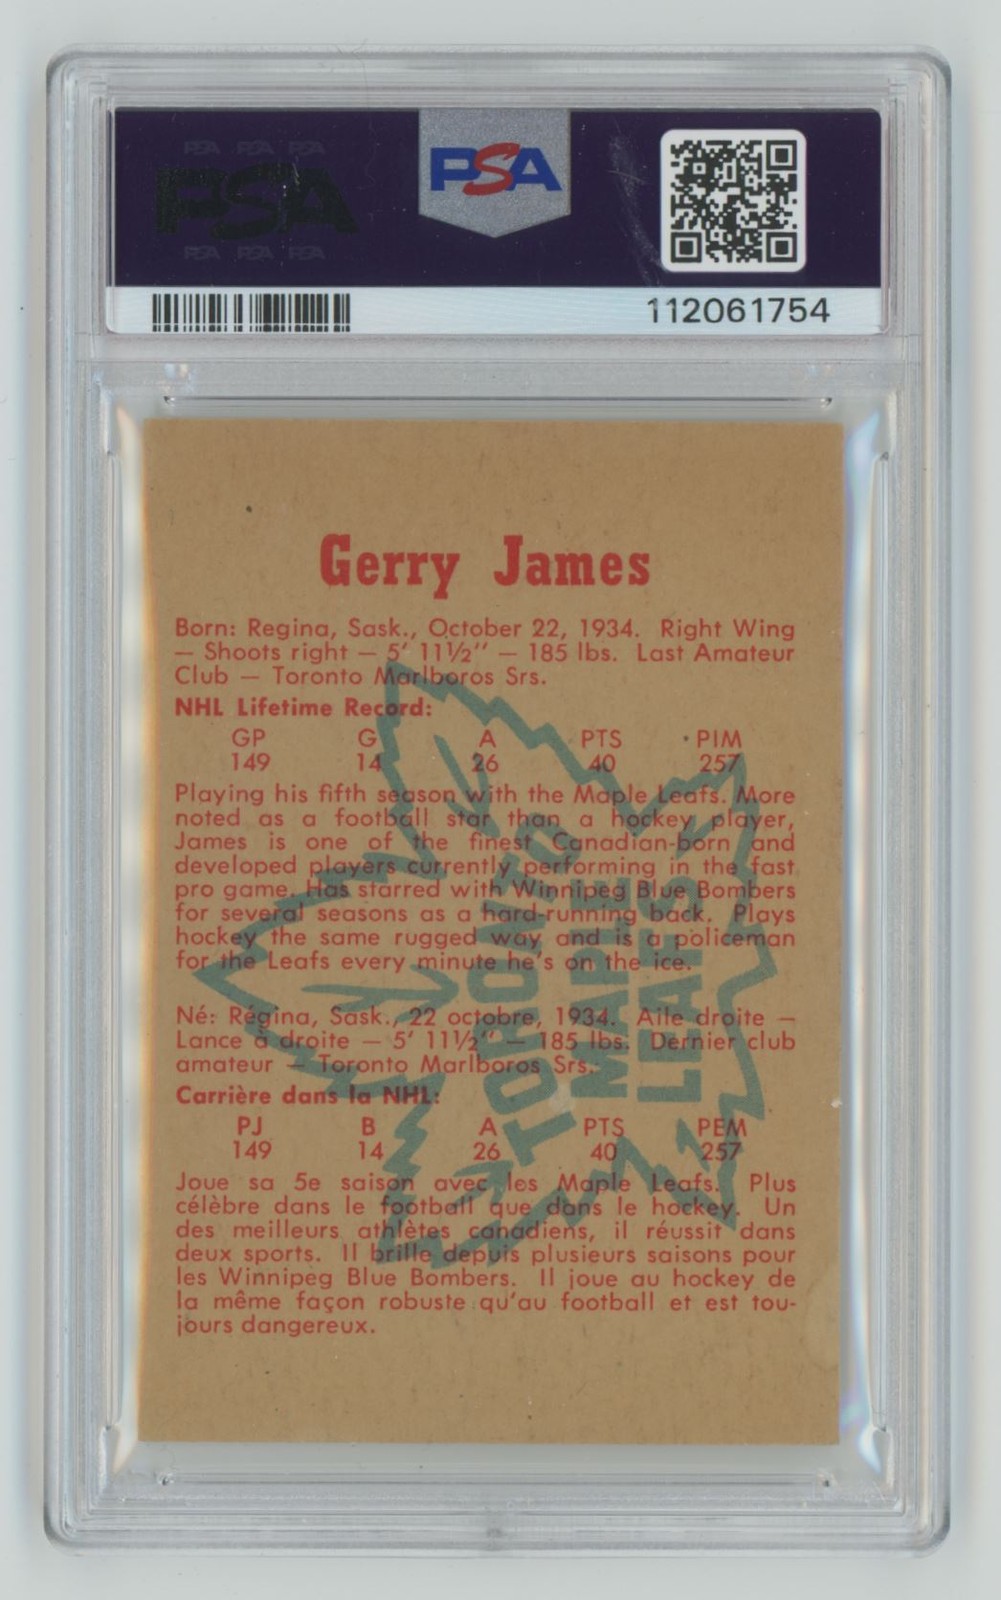 PSA PSA PSA
PSA
PSA PSA PSA
PSA
112061754
Gerry James
Born: Regina, Sask., October 22, 1934. Right Wing
— Shoots right — 5' 11½" — 185 lbs. Last Amateur
Club — Toronto Marlboros Srs.
NHL Lifetime Record:
GP G A PTS PIM
149 14 26 40 257
Playing his fifth season with the Maple Leafs. More
noted as a football star than a hockey player,
James is one of the finest Canadian-born and
developed players currently performing in the fast
pro game. Has starred with Winnipeg Blue Bombers
for several seasons as a hard-running back. Plays
hockey the same rugged way and is a policeman
for the Leafs every minute he's on the ice.
Né: Régina, Sask., 22 octobre, 1934. Aile droite —
Lance à droite — 5' 11½" — 185 lbs. Dernier club
amateur — Toronto Marlboros Srs.
Carrière dans la NHL:
PJ B A PTS PEM
149 14 26 40 257
Joue sa 5e saison avec les Maple Leafs. Plus
célèbre dans le football que dans le hockey. Un
des meilleurs athlètes canadiens, il réussit dans
deux sports. Il brille depuis plusieurs saisons pour
les Winnipeg Blue Bombers. Il joue au hockey de
la même façon robuste qu'au football et est tou-
jours dangereux.
TORONTO
MAPLE
LEAFS